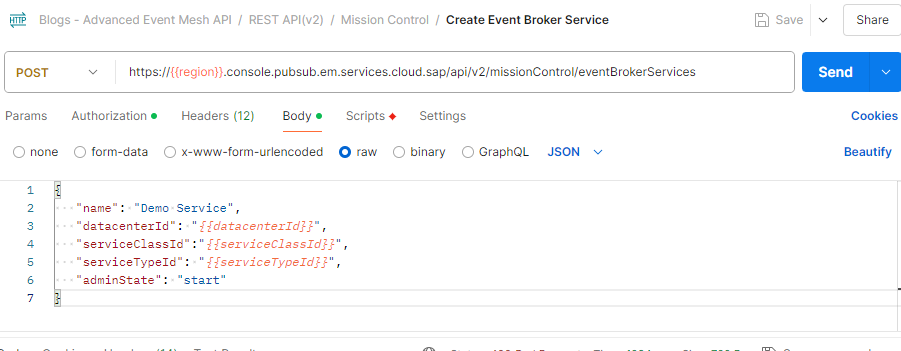 HTTP Blogs - Advanced Event Mesh API / REST API(v2) / Mission Control / Create Event Broker Service Save Share
POST https://{{region}}.console.pubsub.em.services.cloud.sap/api/v2/missionControl/eventBrokerServices Send
Params Authorization Headers (12) Body Scripts Settings Cookies
none form-data x-www-form-urlencoded raw binary GraphQL JSON Beautify
1 {
2 "name": "Demo Service",
3 "datacenterId": "{{datacenterId}}",
4 "serviceClassId":"{{serviceClassId}}",
5 "serviceTypeId": "{{serviceTypeId}}",
6 "adminState": "start"
7 }